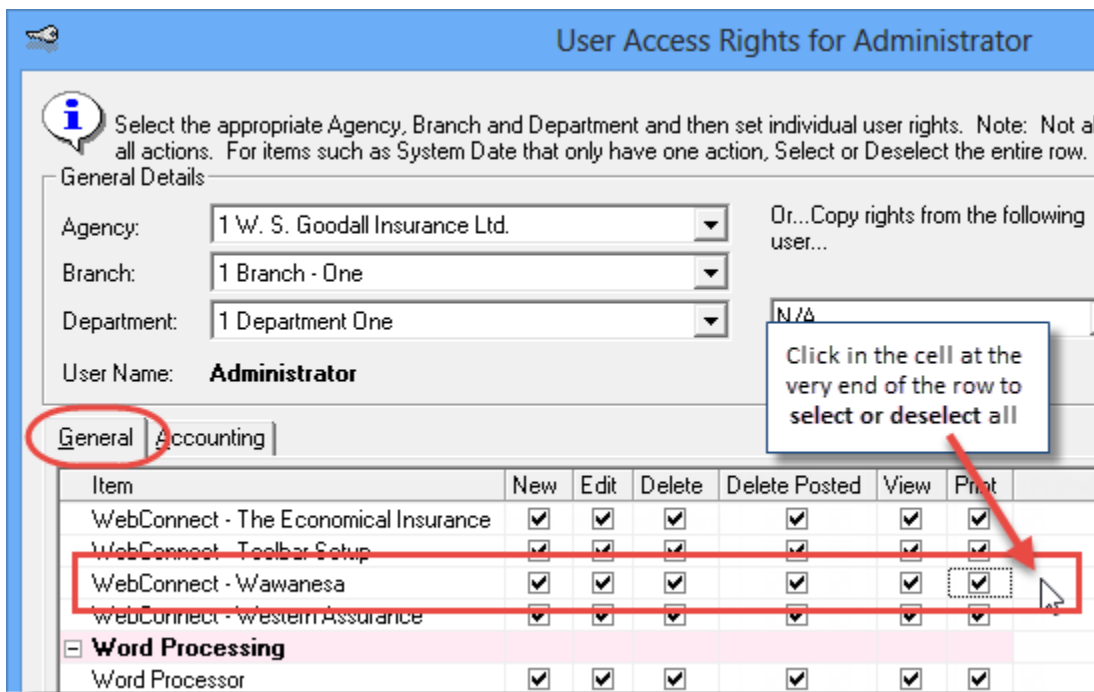 User Access Rights for Administrator
Select the appropriate Agency, Branch and Department and then set individual user rights. Note: Not
all actions. For items such as System Date that only have one action, Select or Deselect the entire row.
General Details
Agency: 1 W. S. Goodall Insurance Ltd.
Or...Copy rights from the following
user...
Branch: 1 Branch - One
Department: 1 Department One
N/A
User Name: Administrator
Click in the cell at the
very end of the row to
select or deselect all
General Accounting
Item New Edit Delete Delete Posted View Print
WebConnect - The Economical Insurance
WebConnect - Toolbar Setup
WebConnect - Wawanesa
WebConnect - Western Assurance
Word Processing
Word Processor